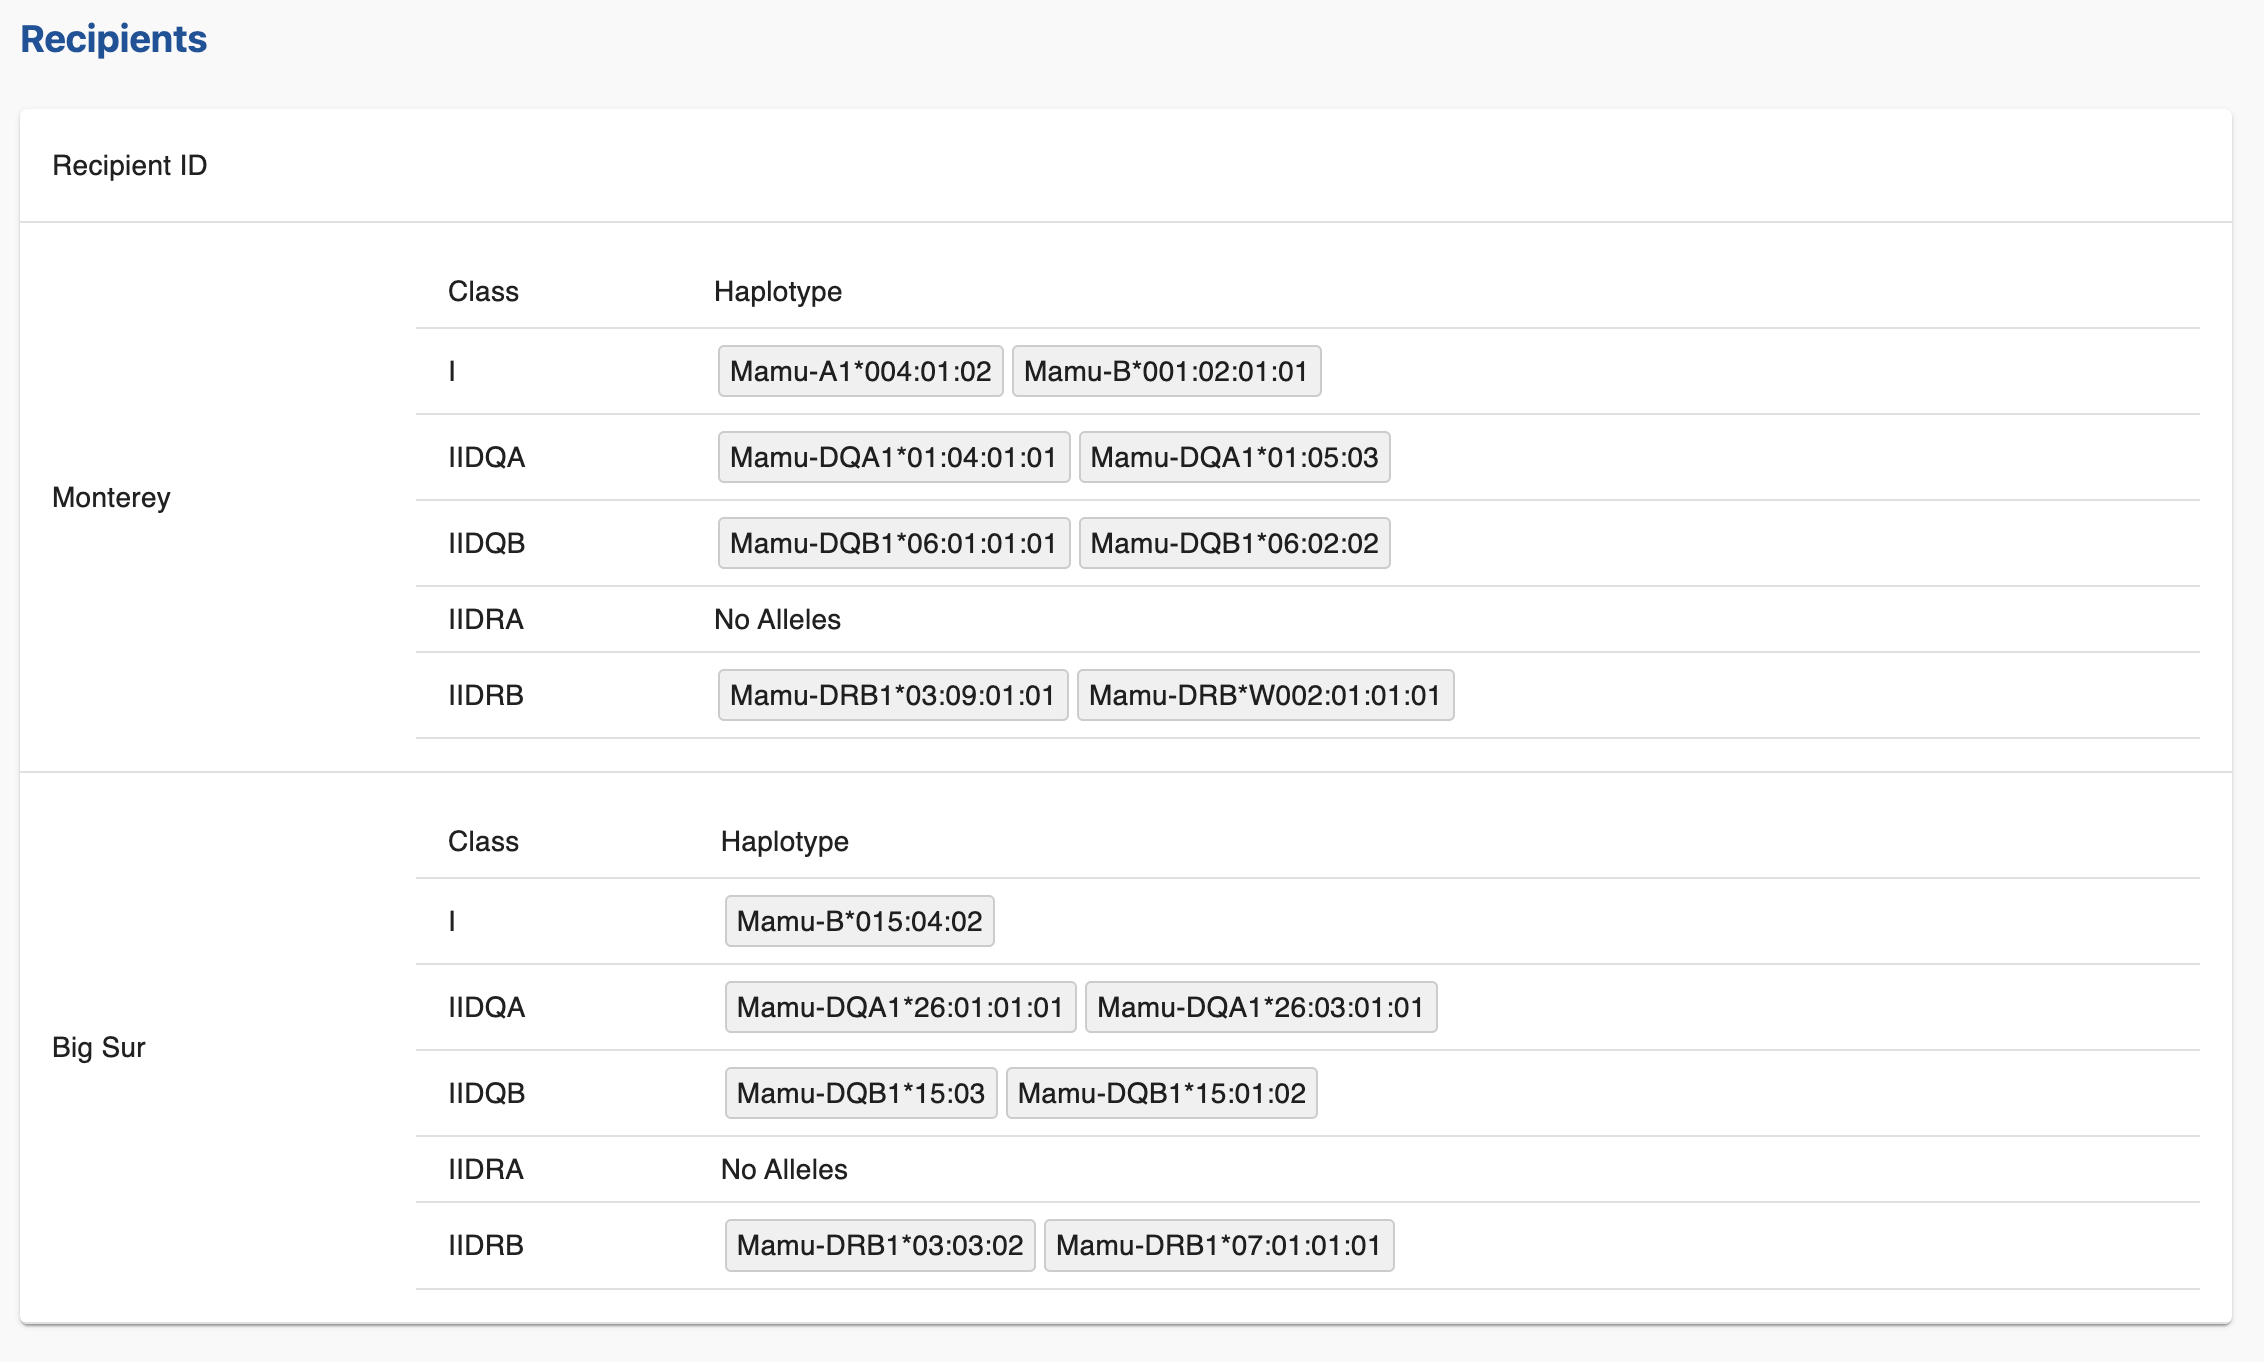 Recipients
Recipient ID
Monterey
Class Haplotype
I Mamu-A1*004:01:02 Mamu-B*001:02:01:01
IIDQA Mamu-DQA1*01:04:01:01 Mamu-DQA1*01:05:03
IIDQB Mamu-DQB1*06:01:01:01 Mamu-DQB1*06:02:02
IIDRA No Alleles
IIDRB Mamu-DRB1*03:09:01:01 Mamu-DRB*W002:01:01:01
Big Sur
Class Haplotype
I Mamu-B*015:04:02
IIDQA Mamu-DQA1*26:01:01:01 Mamu-DQA1*26:03:01:01
IIDQB Mamu-DQB1*15:03 Mamu-DQB1*15:01:02
IIDRA No Alleles
IIDRB Mamu-DRB1*03:03:02 Mamu-DRB1*07:01:01:01